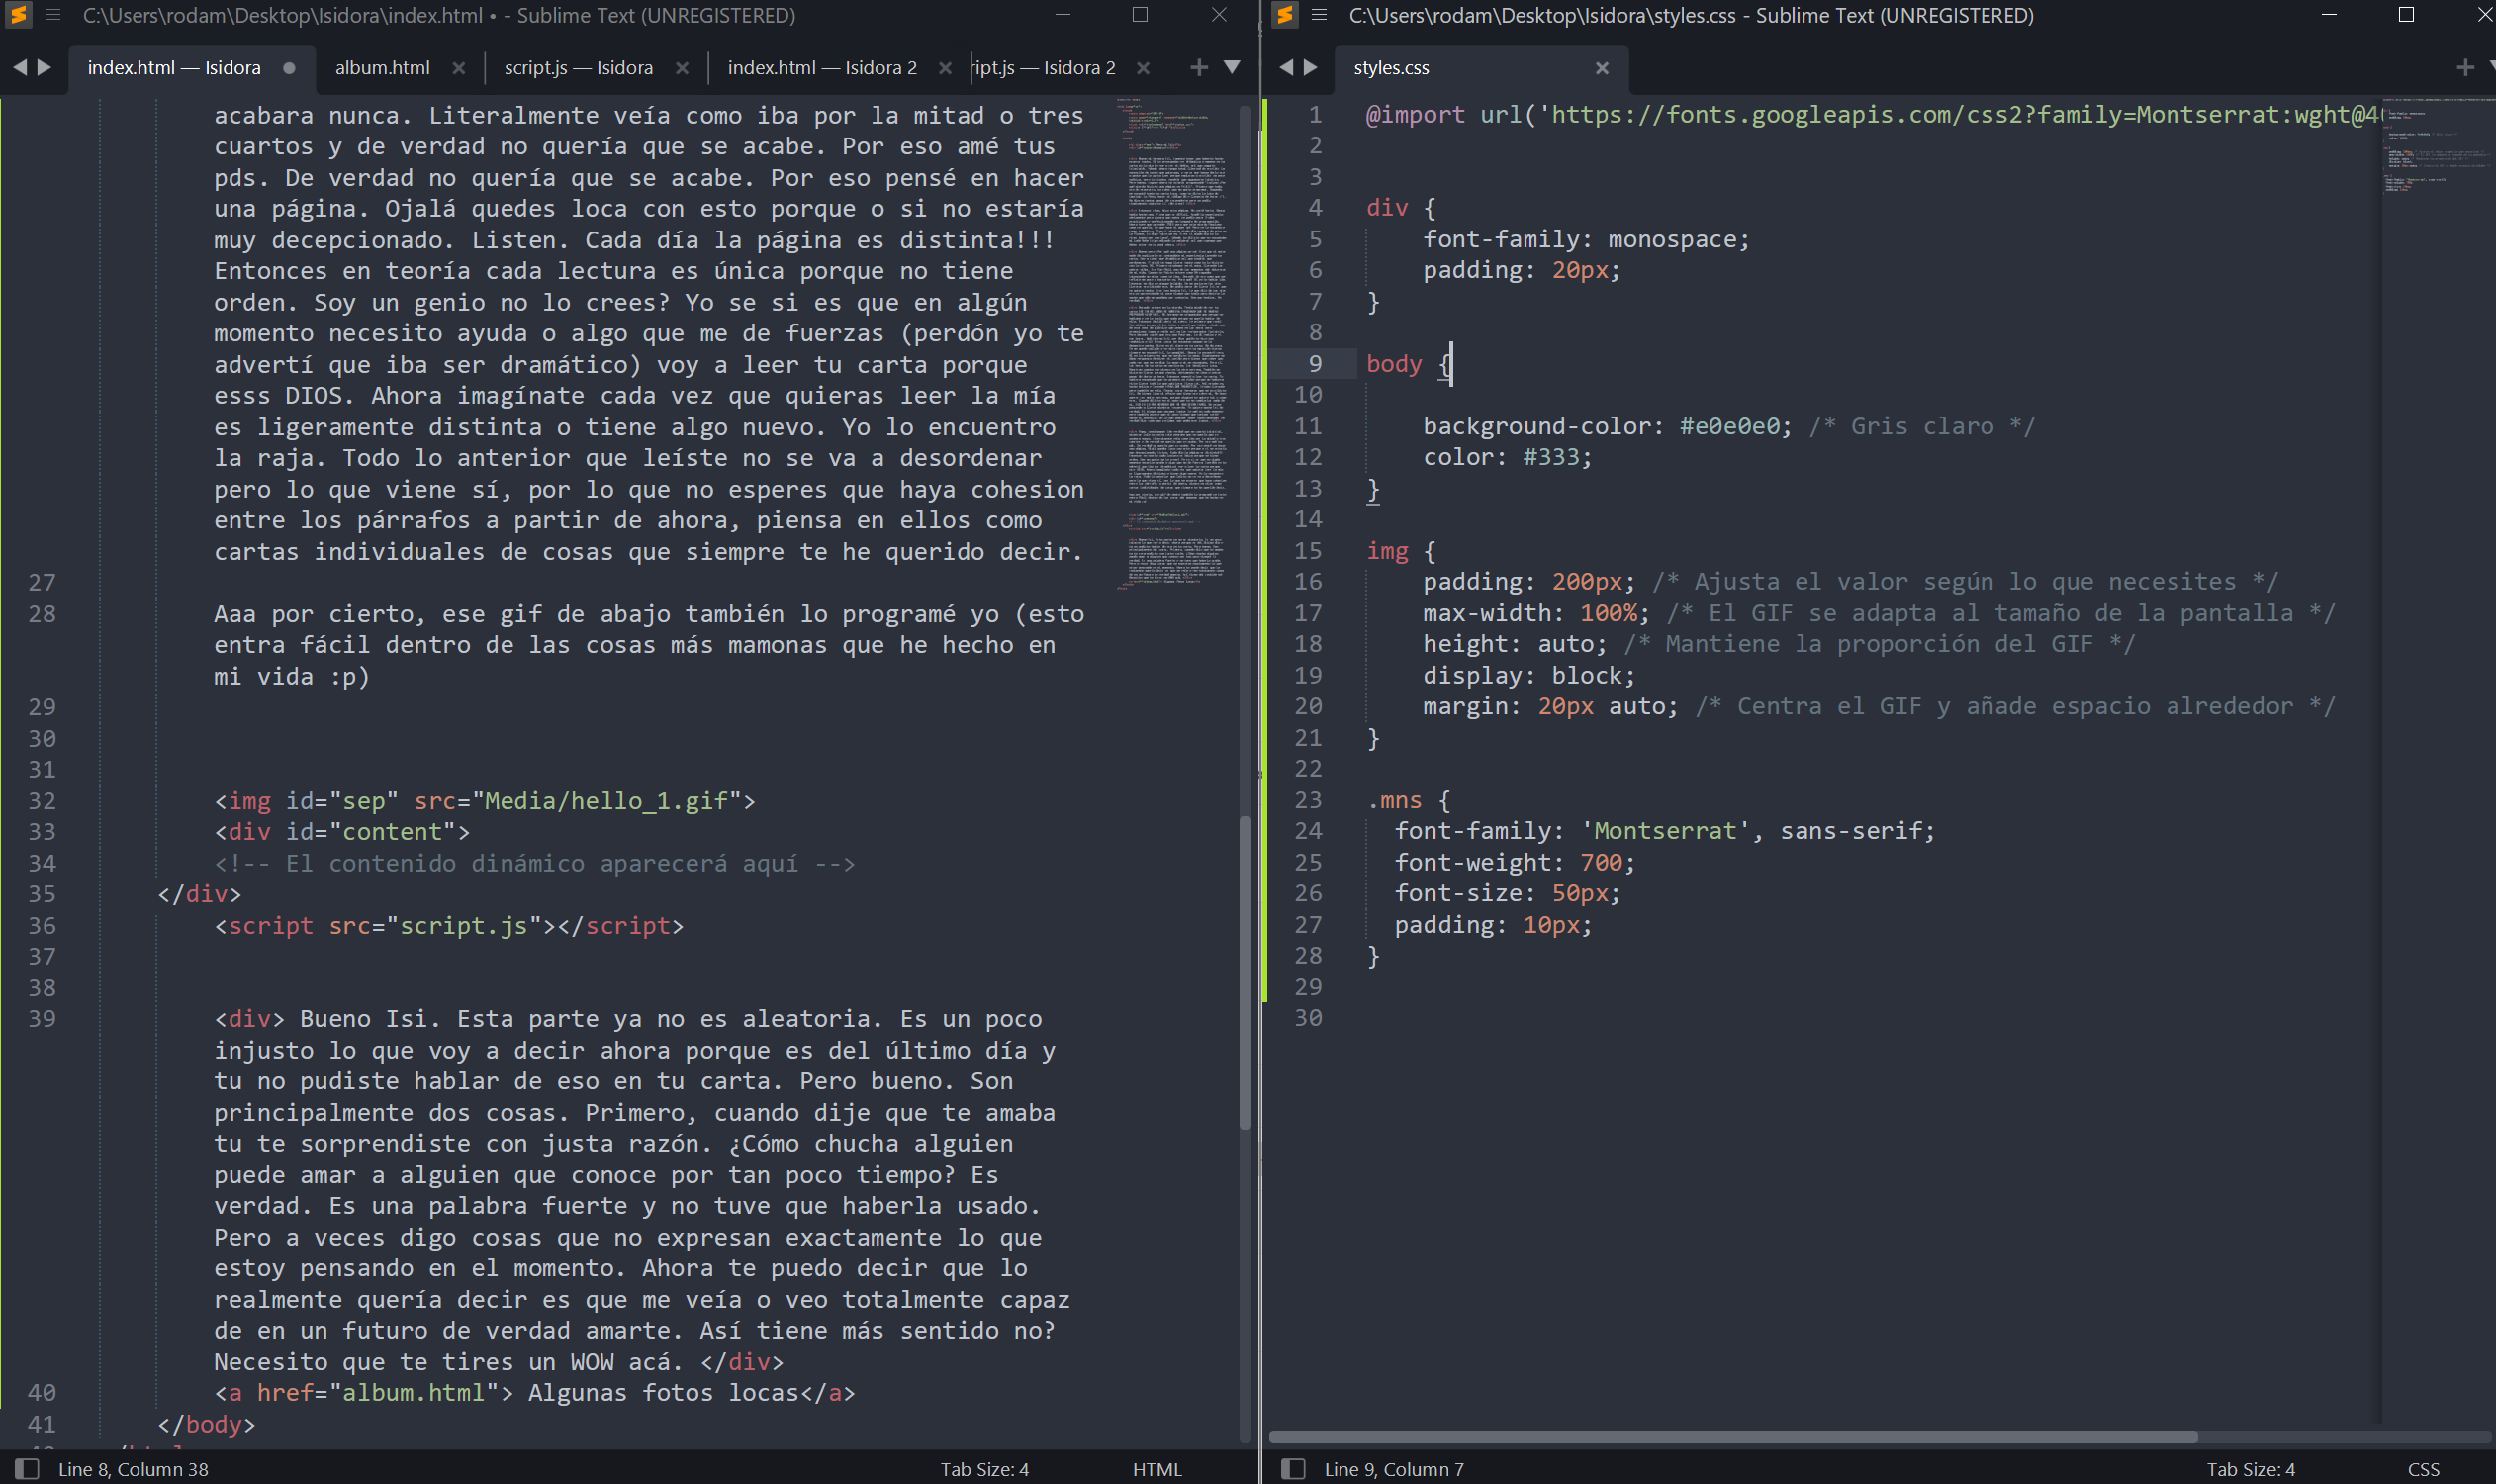 C:\Users\rodam\Desktop\Isidora\index.html • - Sublime Text (UNREGISTERED)
index.html — Isidora
album.html
script.js — Isidora
index.html — Isidora 2
ript.js — Isidora 2
acabara nunca. Literalmente veía como iba por la mitad o tres
cuartos y de verdad no quería que se acabe. Por eso amé tus
pds. De verdad no quería que se acabe. Por eso pensé en hacer
una página. Ojalá quedes loca con esto porque o si no estaría
muy decepcionado. Listen. Cada día la página es distinta!!!
Entonces en teoría cada lectura es única porque no tiene
orden. Soy un genio no lo crees? Yo se si es que en algún
momento necesito ayuda o algo que me de fuerzas (perdón yo te
advertí que iba ser dramático) voy a leer tu carta porque
esss DIOS. Ahora imagínate cada vez que quieras leer la mía
es ligeramente distinta o tiene algo nuevo. Yo lo encuentro
la raja. Todo lo anterior que leíste no se va a desordenar
pero lo que viene sí, por lo que no esperes que haya cohesion
entre los párrafos a partir de ahora, piensa en ellos como
cartas individuales de cosas que siempre te he querido decir.
27
28 Aaa por cierto, ese gif de abajo también lo programé yo (esto
entra fácil dentro de las cosas más mamonas que he hecho en
mi vida :p)
29
30
31
32 <img id="sep" src="Media/hello_1.gif">
33 <div id="content">
34 <!-- El contenido dinámico aparecerá aquí -->
35 </div>
36 <script src="script.js"></script>
37
38
39 <div> Bueno Isi. Esta parte ya no es aleatoria. Es un poco
injusto lo que voy a decir ahora porque es del último día y
tu no pudiste hablar de eso en tu carta. Pero bueno. Son
principalmente dos cosas. Primero, cuando dije que te amaba
tu te sorprendiste con justa razón. ¿Cómo chucha alguien
puede amar a alguien que conoce por tan poco tiempo? Es
verdad. Es una palabra fuerte y no tuve que haberla usado.
Pero a veces digo cosas que no expresan exactamente lo que
estoy pensando en el momento. Ahora te puedo decir que lo
realmente quería decir es que me veía o veo totalmente capaz
de en un futuro de verdad amarte. Así tiene más sentido no?
Necesito que te tires un WOW acá. </div>
40 <a href="album.html"> Algunas fotos locas</a>
41 </body>
Line 8, Column 38
Tab Size: 4
HTML
C:\Users\rodam\Desktop\Isidora\styles.css - Sublime Text (UNREGISTERED)
styles.css
1 @import url('https://fonts.googleapis.com/css2?family=Montserrat:wght@4
2
3
4 div {
5 font-family: monospace;
6 padding: 20px;
7 }
8
9 body {
10
11 background-color: #e0e0e0; /* Gris claro */
12 color: #333;
13 }
14
15 img {
16 padding: 200px; /* Ajusta el valor según lo que necesites */
17 max-width: 100%; /* El GIF se adapta al tamaño de la pantalla */
18 height: auto; /* Mantiene la proporción del GIF */
19 display: block;
20 margin: 20px auto; /* Centra el GIF y añade espacio alrededor */
21 }
22
23 .mns {
24 font-family: 'Montserrat', sans-serif;
25 font-weight: 700;
26 font-size: 50px;
27 padding: 10px;
28 }
29
30
Line 9, Column 7
Tab Size: 4
CSS